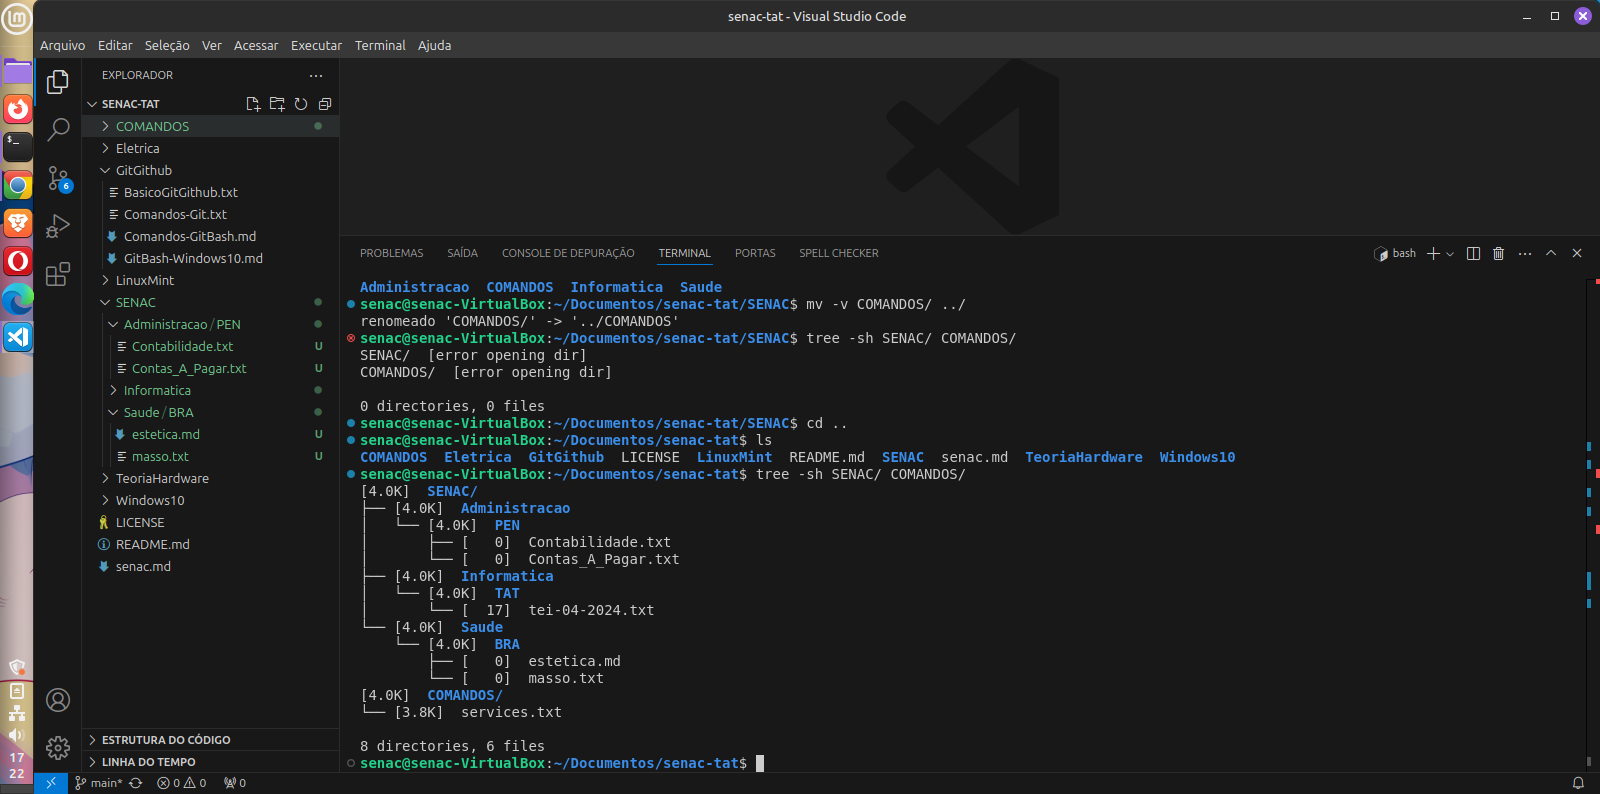 senac-tat - Visual Studio Code
Arquivo Editar Seleção Ver Acessar Executar Terminal Ajuda
EXPLORADOR
SENAC-TAT
COMANDOS
Eletrica
GitGithub
BasicoGitGithub.txt
Comandos-Git.txt
Comandos-GitBash.md
GitBash-Windows10.md
LinuxMint
SENAC
Administracao / PEN
Contabilidade.txt U
Contas_A_Pagar.txt U
Informatica
Saude / BRA
estetica.md U
masso.txt U
TeoriaHardware
Windows10
LICENSE
README.md
senac.md
ESTRUTURA DO CÓDIGO
LINHA DO TEMPO
6
17
22
PROBLEMAS SAÍDA CONSOLE DE DEPURAÇÃO TERMINAL PORTAS SPELL CHECKER bash
Administracao COMANDOS Informatica Saude
senac@senac-VirtualBox:~/Documentos/senac-tat/SENAC$ mv -v COMANDOS/ ../
renomeado 'COMANDOS/' -> '../COMANDOS'
senac@senac-VirtualBox:~/Documentos/senac-tat/SENAC$ tree -sh SENAC/ COMANDOS/
SENAC/ [error opening dir]
COMANDOS/ [error opening dir]
0 directories, 0 files
senac@senac-VirtualBox:~/Documentos/senac-tat/SENAC$ cd ..
senac@senac-VirtualBox:~/Documentos/senac-tat$ ls
COMANDOS Eletrica GitGithub LICENSE LinuxMint README.md SENAC senac.md TeoriaHardware Windows10
senac@senac-VirtualBox:~/Documentos/senac-tat$ tree -sh SENAC/ COMANDOS/
[4.0K] SENAC/
├── [4.0K] Administracao
│   └── [4.0K] PEN
│       ├── [   0] Contabilidade.txt
│       └── [   0] Contas_A_Pagar.txt
├── [4.0K] Informatica
│   └── [4.0K] TAT
│       └── [  17] tei-04-2024.txt
└── [4.0K] Saude
    └── [4.0K] BRA
        ├── [   0] estetica.md
        └── [   0] masso.txt
[4.0K] COMANDOS/
└── [3.8K] services.txt
8 directories, 6 files
senac@senac-VirtualBox:~/Documentos/senac-tat$
main* 0 0 0